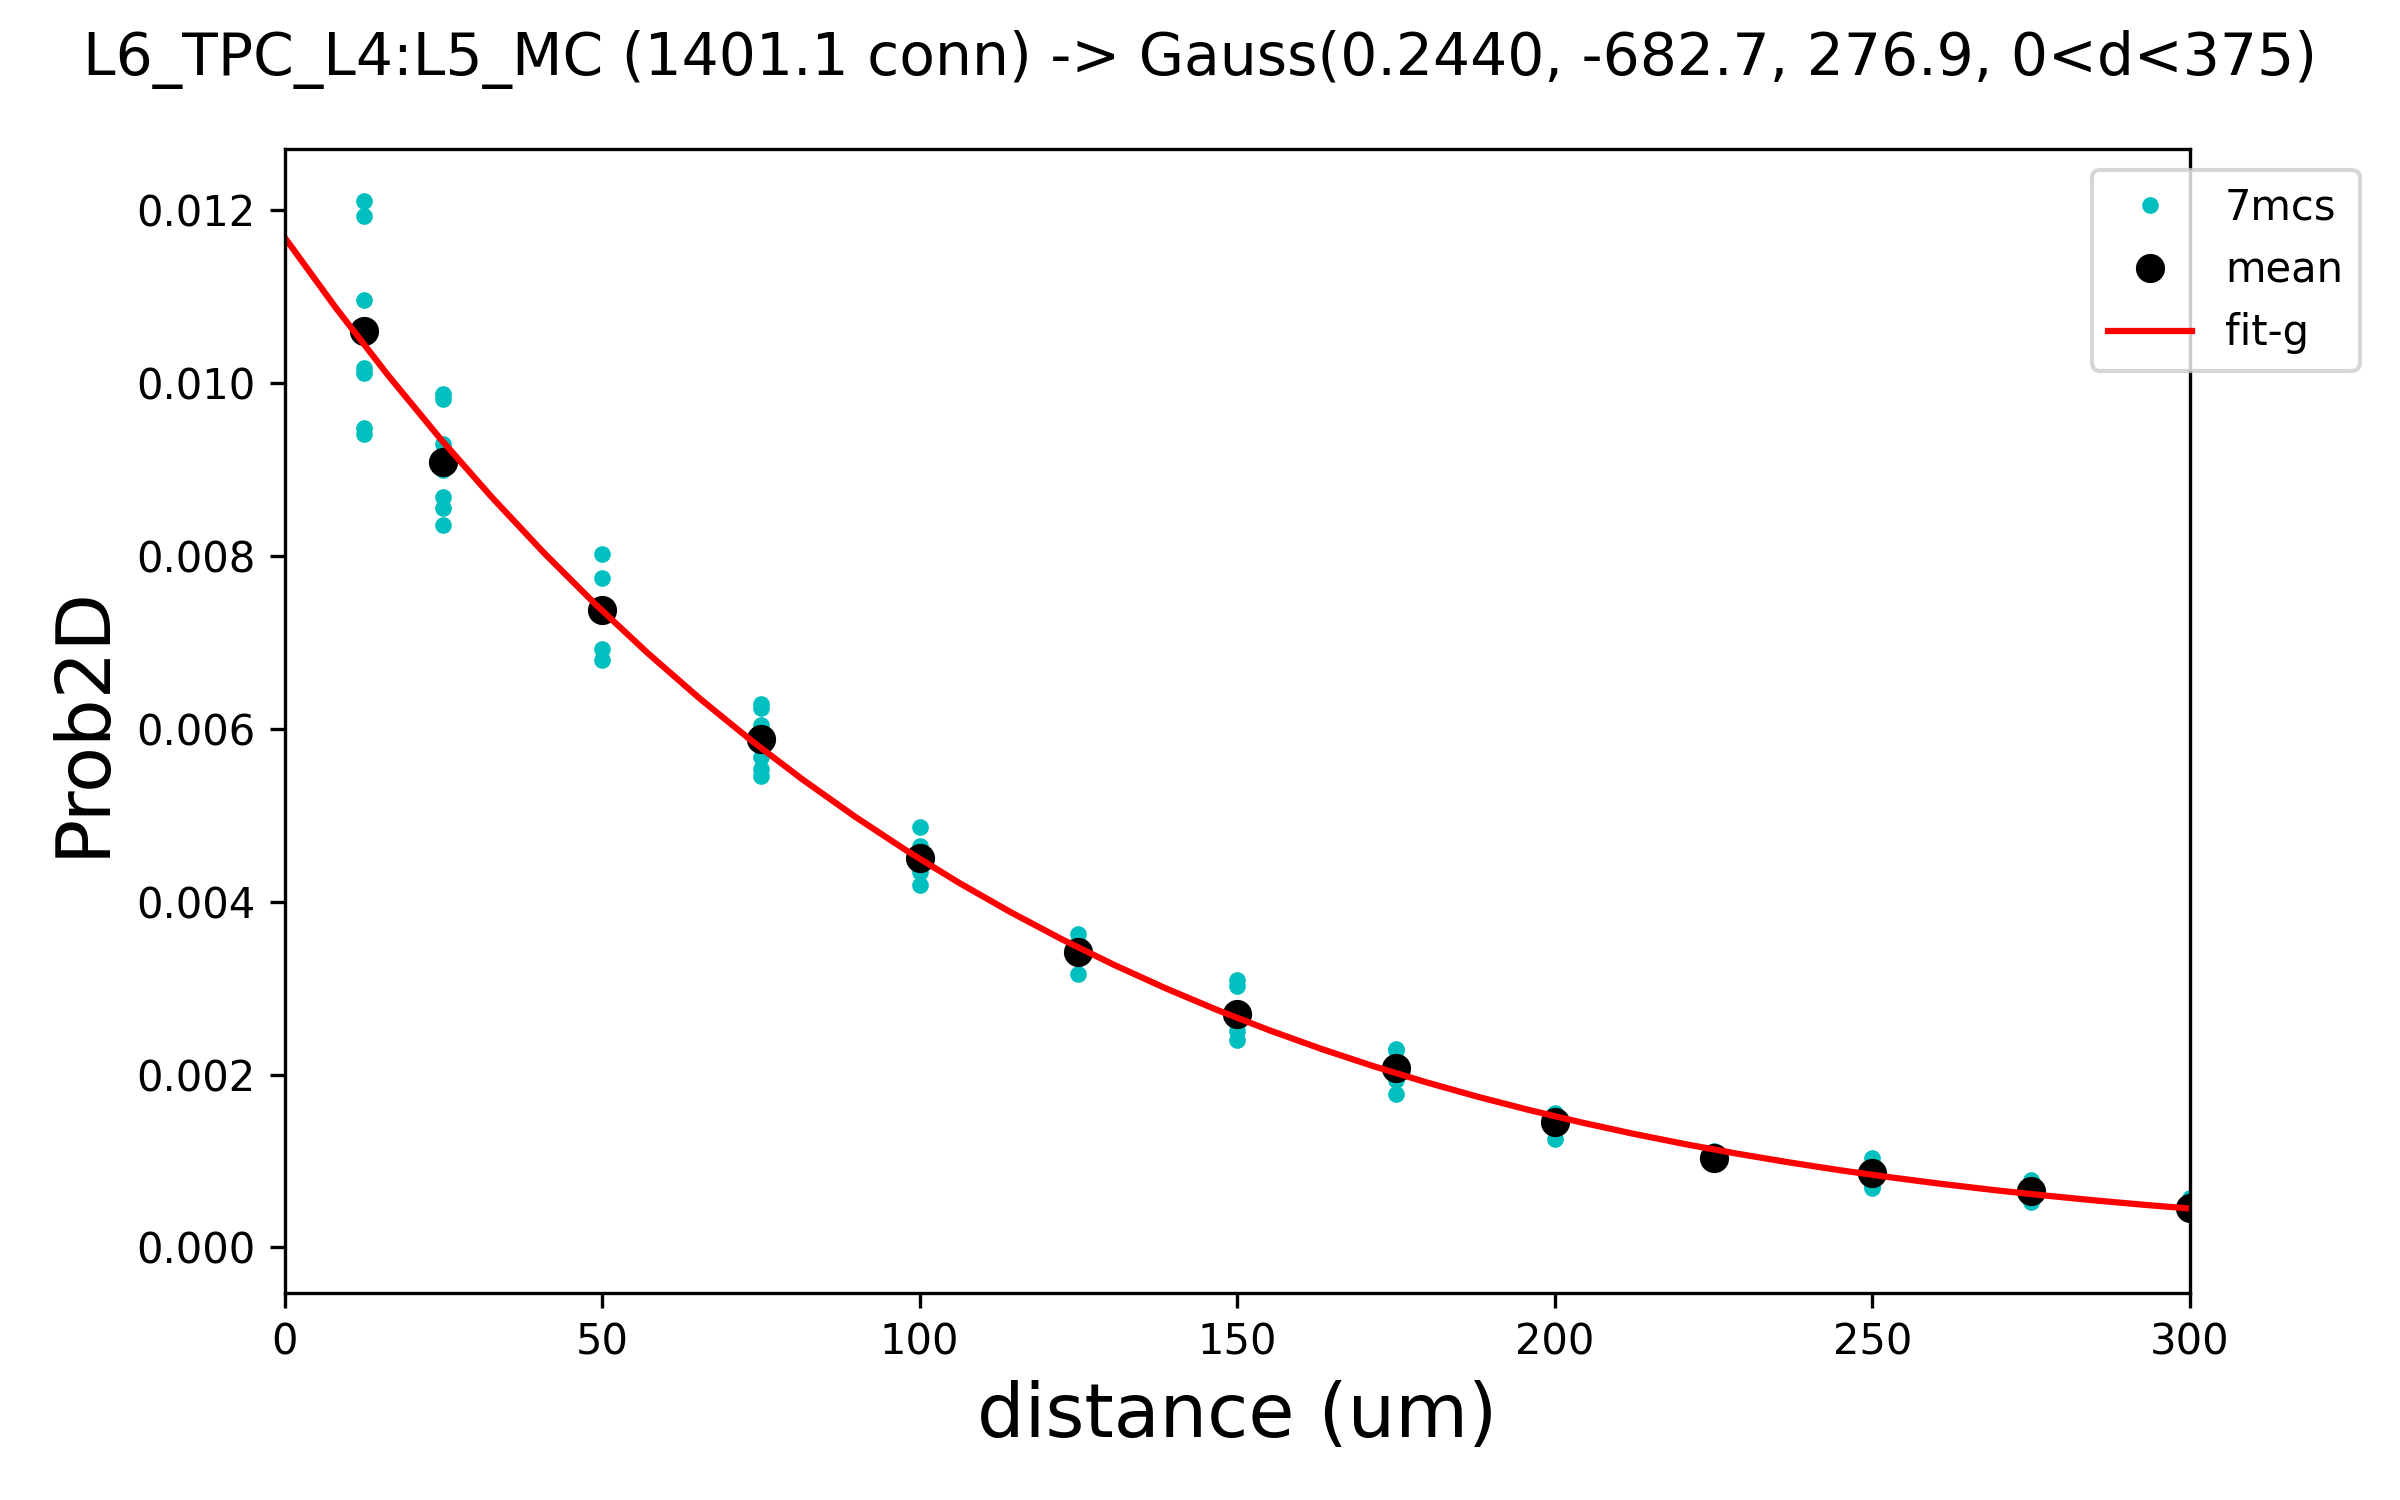 L6_TPC_L4:L5_MC (1401.1 conn) -> Gauss(0.2440, -682.7, 276.9, 0<d<375)
7mcs
mean
fit-g
Prob2D
0.012
0.010
0.008
0.006
0.004
0.002
0.000
0 50 100 150 200 250 300
distance (um)